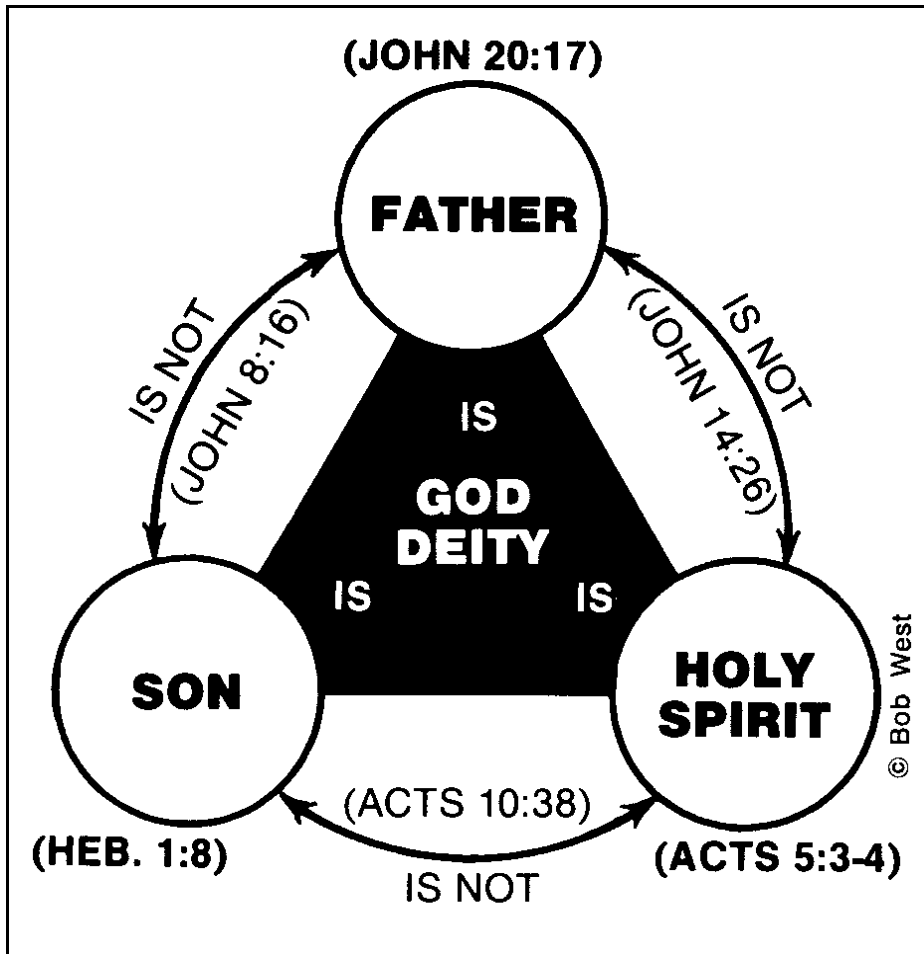 (JOHN 20:17)
FATHER
IS NOT
(JOHN 8:16)
IS NOT
(JOHN 14:26)
IS
GOD
DEITY
IS
IS
SON
HOLY
SPIRIT
(ACTS 10:38)
IS NOT
(HEB. 1:8)
(ACTS 5:3-4)
© Bob West